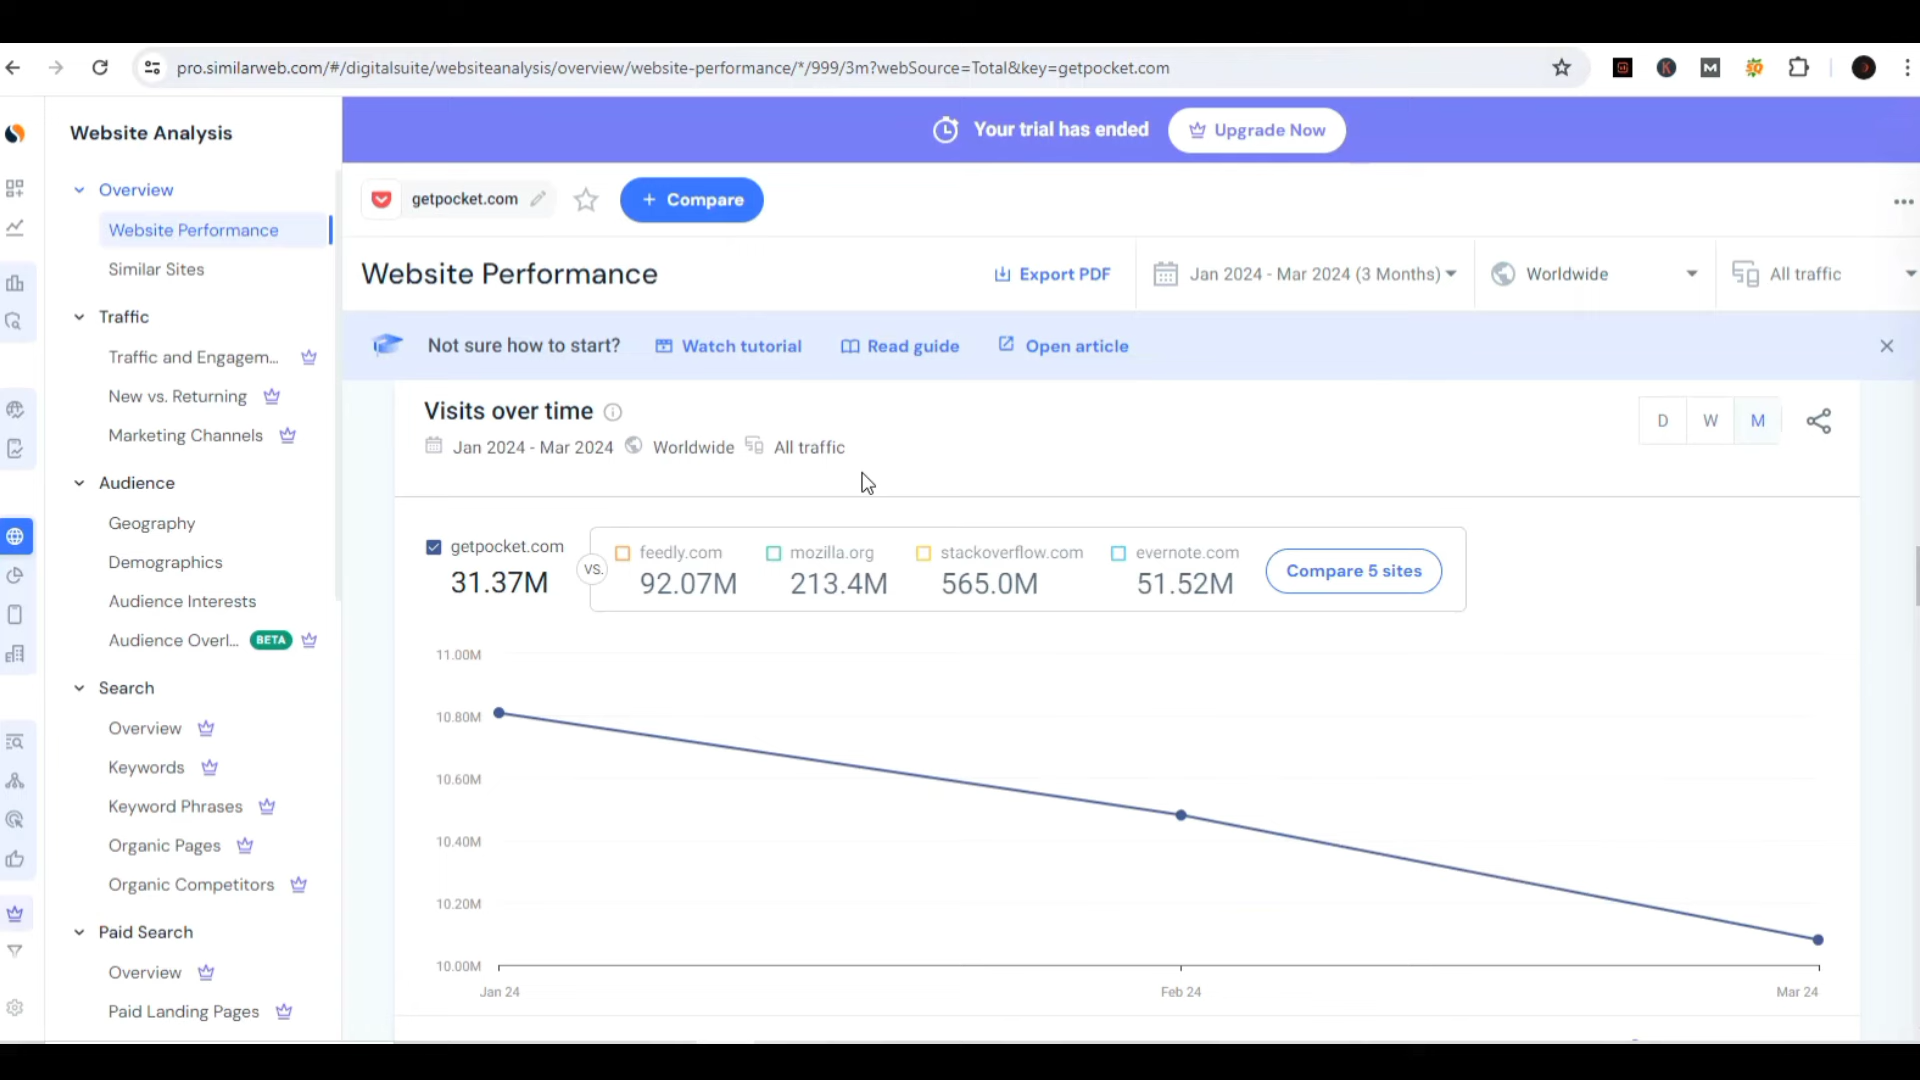 pro.similarweb.com/#/digitalsuite/websiteanalysis/overview/website-performance/*/999/3m?webSource=Total&key=getpocket.com
Website Analysis
Your trial has ended
Upgrade Now
Overview
Website Performance
Similar Sites
Traffic
Traffic and Engagem...
New vs. Returning
Marketing Channels
Audience
Geography
Demographics
Audience Interests
Audience Overl... BETA
Search
Overview
Keywords
Keyword Phrases
Organic Pages
Organic Competitors
Paid Search
Overview
Paid Landing Pages
getpocket.com
+ Compare
Website Performance
Export PDF
Jan 2024 - Mar 2024 (3 Months)
Worldwide
All traffic
Not sure how to start?
Watch tutorial
Read guide
Open article
Visits over time
D W M
Jan 2024 - Mar 2024 Worldwide All traffic
getpocket.com
31.37M
VS.
feedly.com
92.07M
mozilla.org
213.4M
stackoverflow.com
565.0M
evernote.com
51.52M
Compare 5 sites
11.00M
10.80M
10.60M
10.40M
10.20M
10.00M
Jan 24
Feb 24
Mar 24